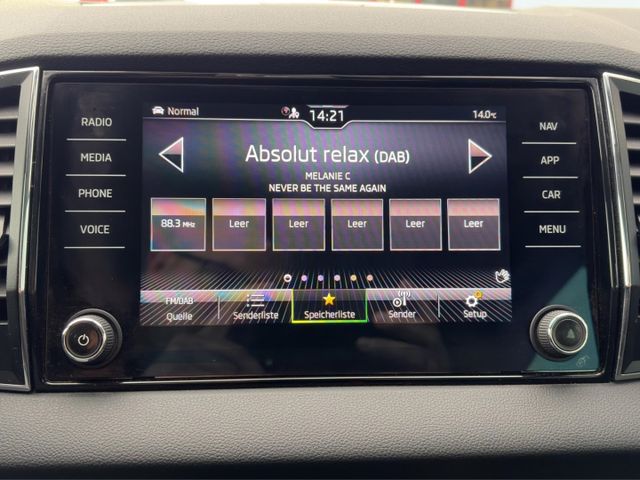 Normal
14:21
14.0°C
RADIO
MEDIA
PHONE
VOICE
Absolut relax (DAB)
MELANIE C
NEVER BE THE SAME AGAIN
88.3 MHz
Leer
Leer
Leer
Leer
Leer
FM/DAB
Quelle
Senderliste
Speicherliste
Sender
Setup
NAV
APP
CAR
MENU